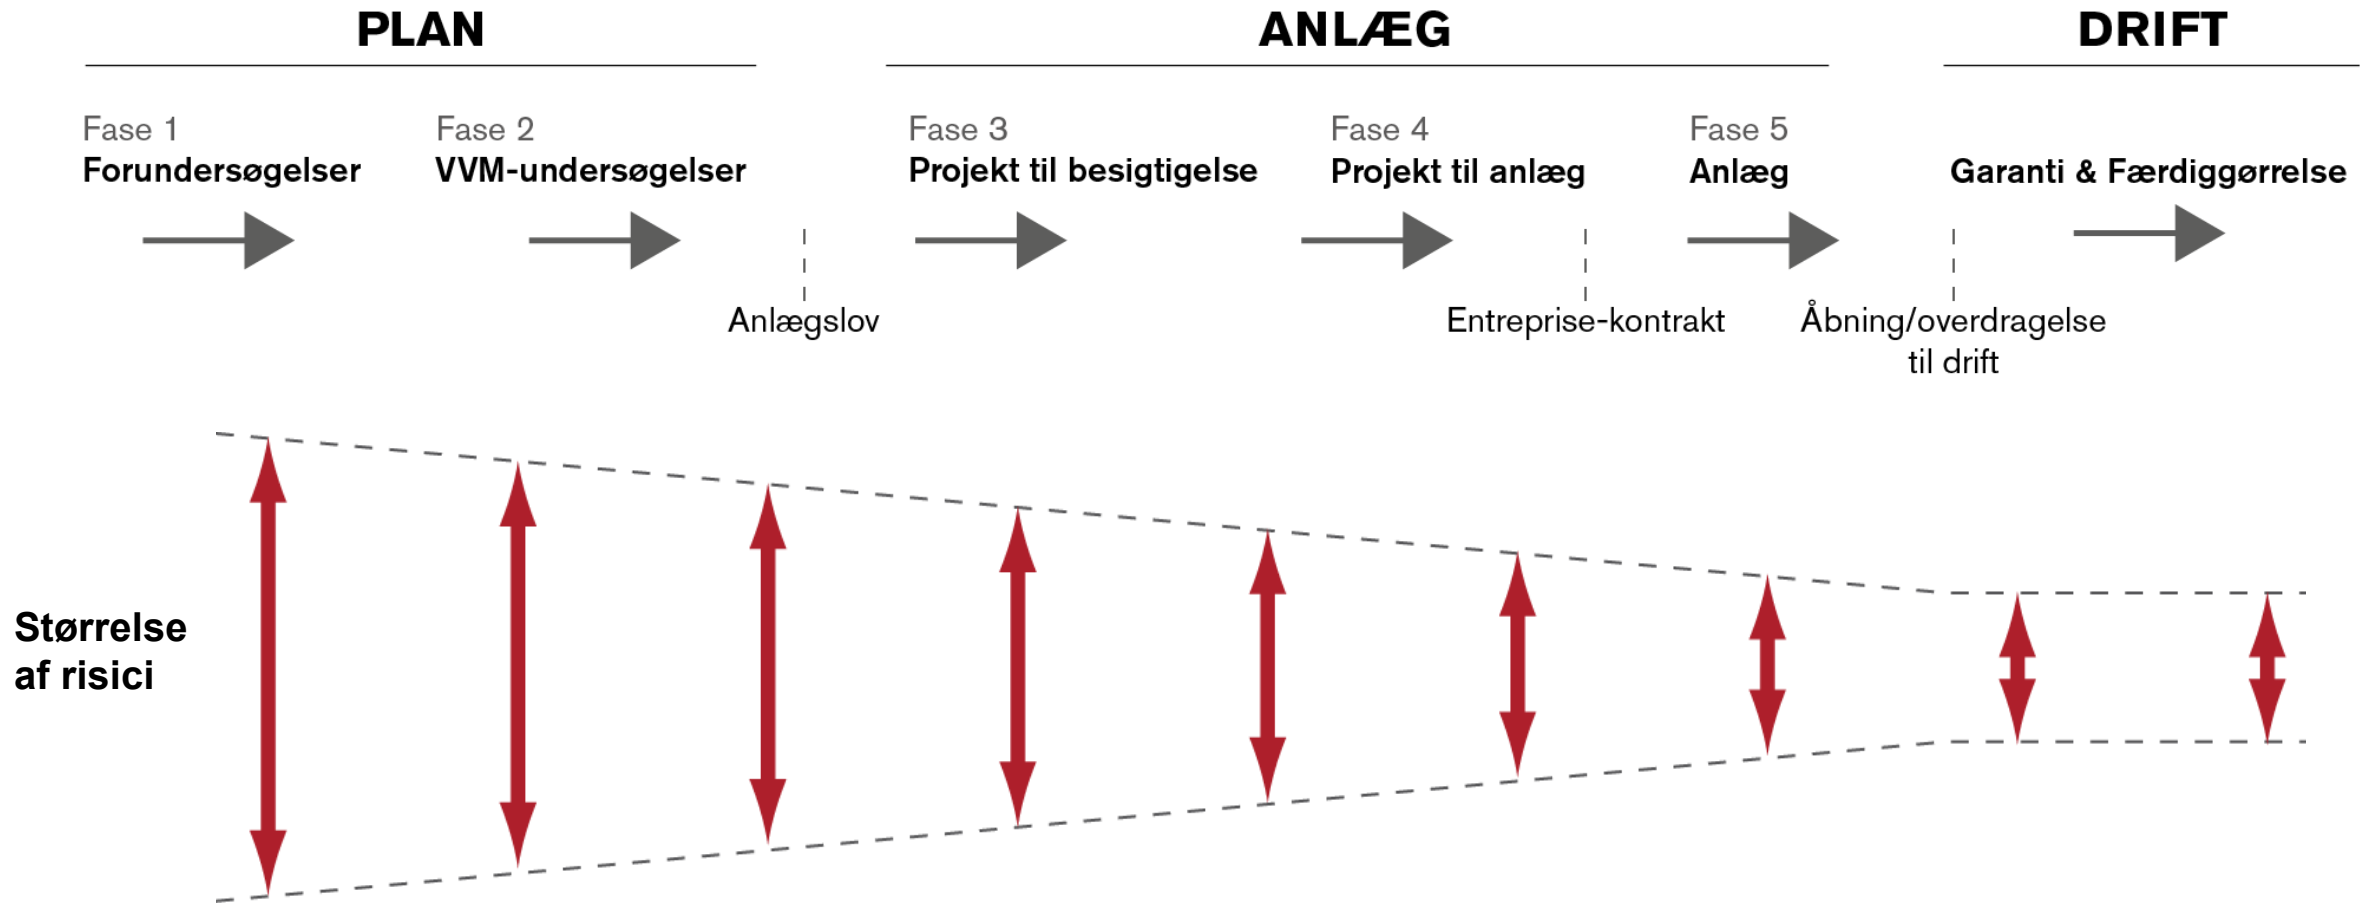 PLAN
ANLÆG
DRIFT
Fase 1
Forundersøgelser
Fase 2
VVM-undersøgelser
Fase 3
Projekt til besigtigelse
Fase 4
Projekt til anlæg
Fase 5
Anlæg
Garanti & Færdiggørrelse
Anlægslov
Entreprise-kontrakt
Åbning/overdragelse
til drift
Størrelse
af risici